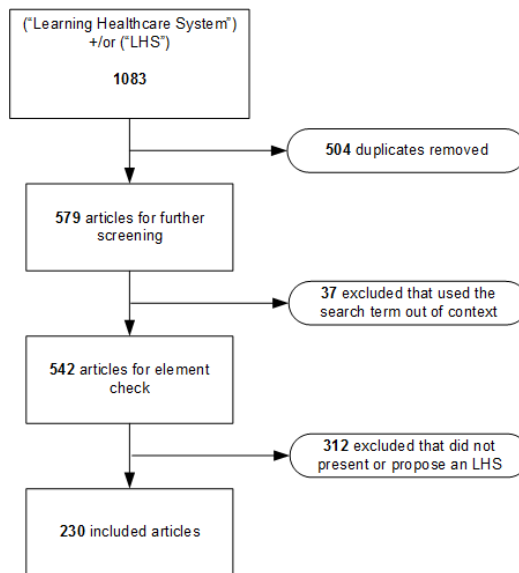 (“Learning Healthcare System”)
+/or (“LHS”)
1083
504 duplicates removed
579 articles for further
screening
37 excluded that used the
search term out of context
542 articles for element
check
312 excluded that did not
present or propose an LHS
230 included articles